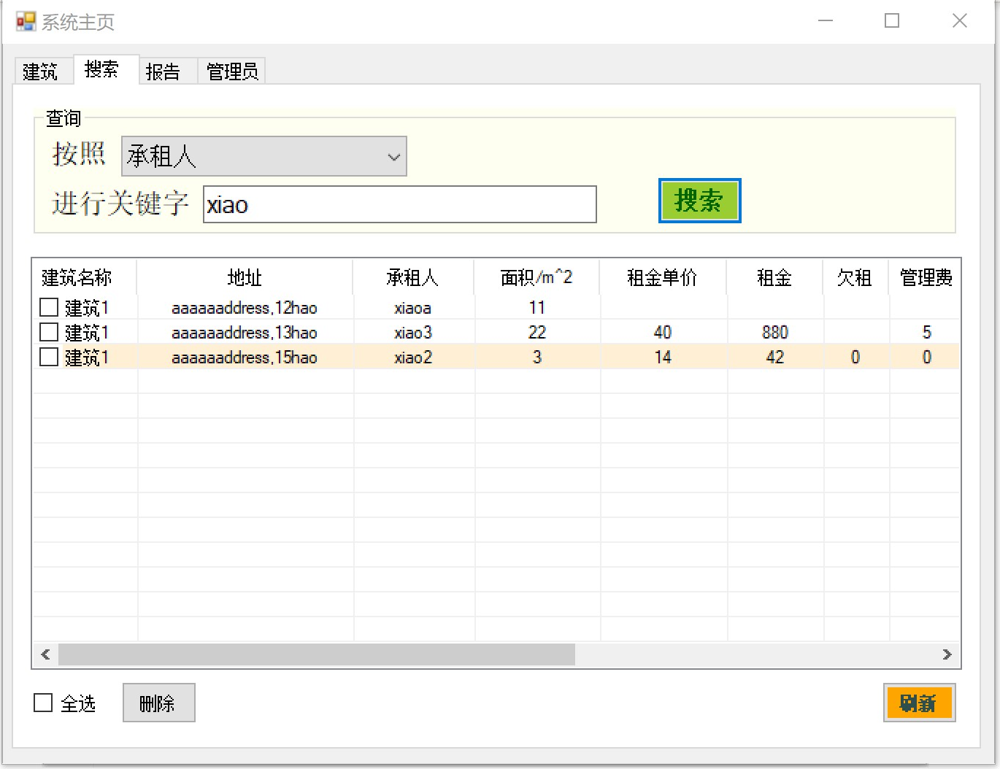 系统主页
建筑 搜索 报告 管理员
查询
按照 承租人
进行关键字 xiao 搜索
建筑名称 地址 承租人 面积/m^2 租金单价 租金 欠租 管理费
建筑1 aaaaaaddress,12hao xiaoa 11
建筑1 aaaaaaddress,13hao xiao3 22 40 880 5
建筑1 aaaaaaddress,15hao xiao2 3 14 42 0 0
全选 删除 刷新